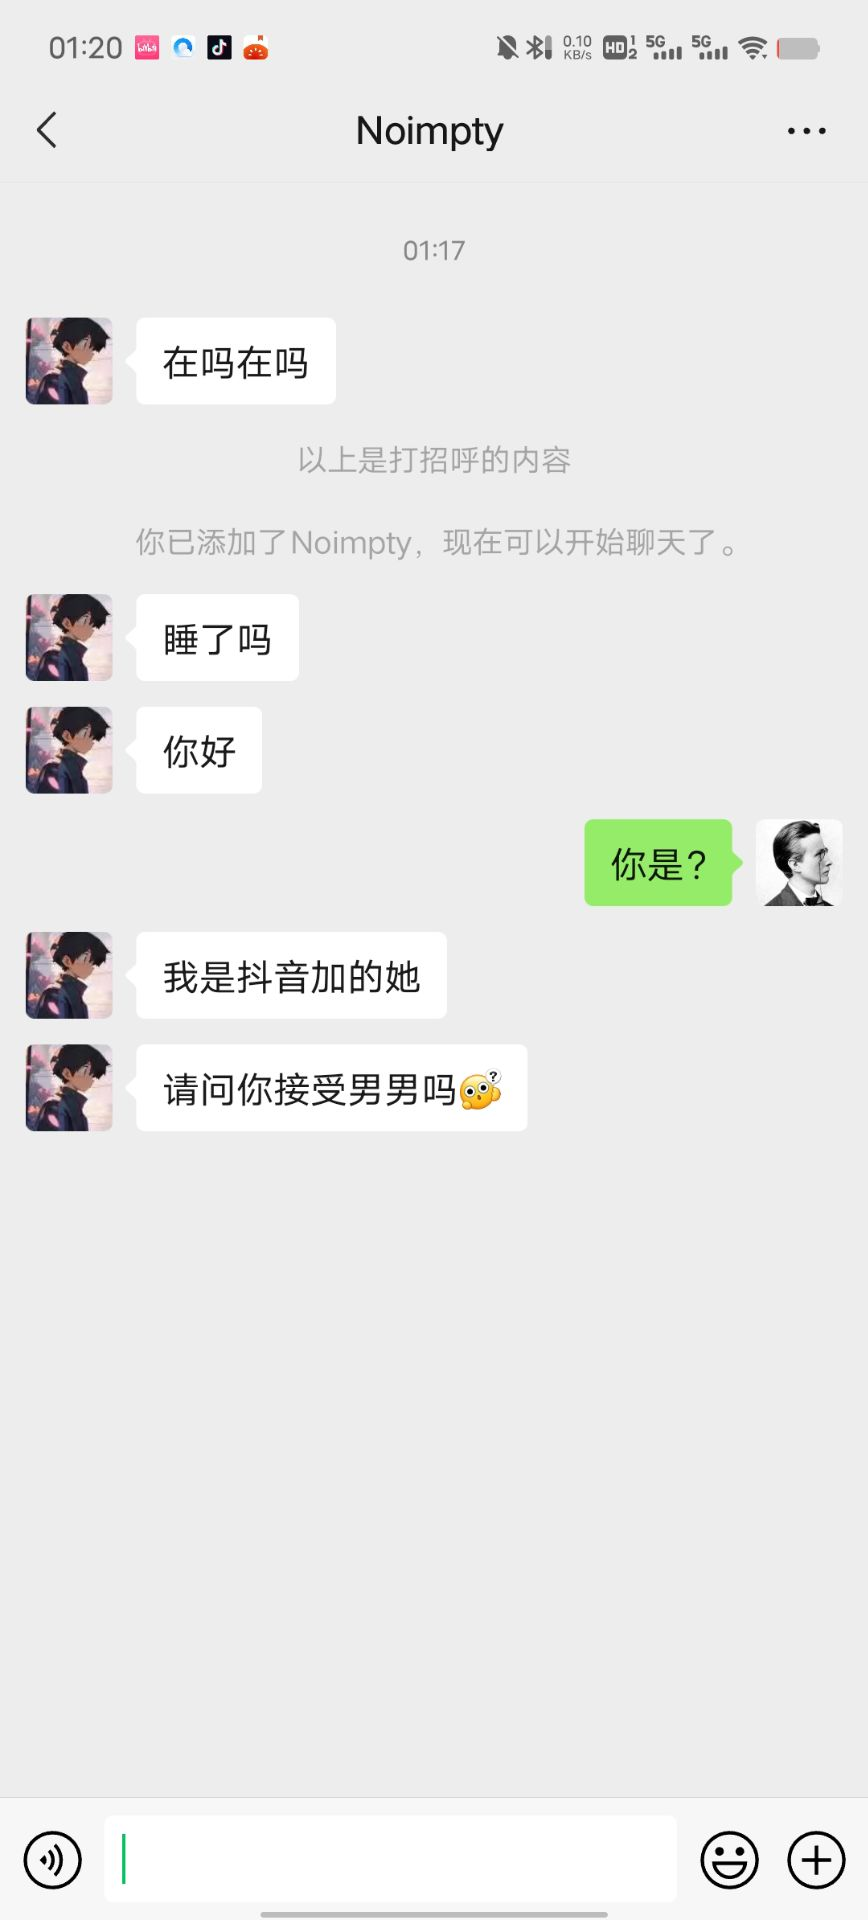 01:20
0.10
KB/s
HD 1 2
5G
5G
Noimpty
01:17
在吗在吗
以上是打招呼的内容
你已添加了Noimpty，现在可以开始聊天了。
睡了吗
你好
你是？
我是抖音加的她
请问你接受男男吗